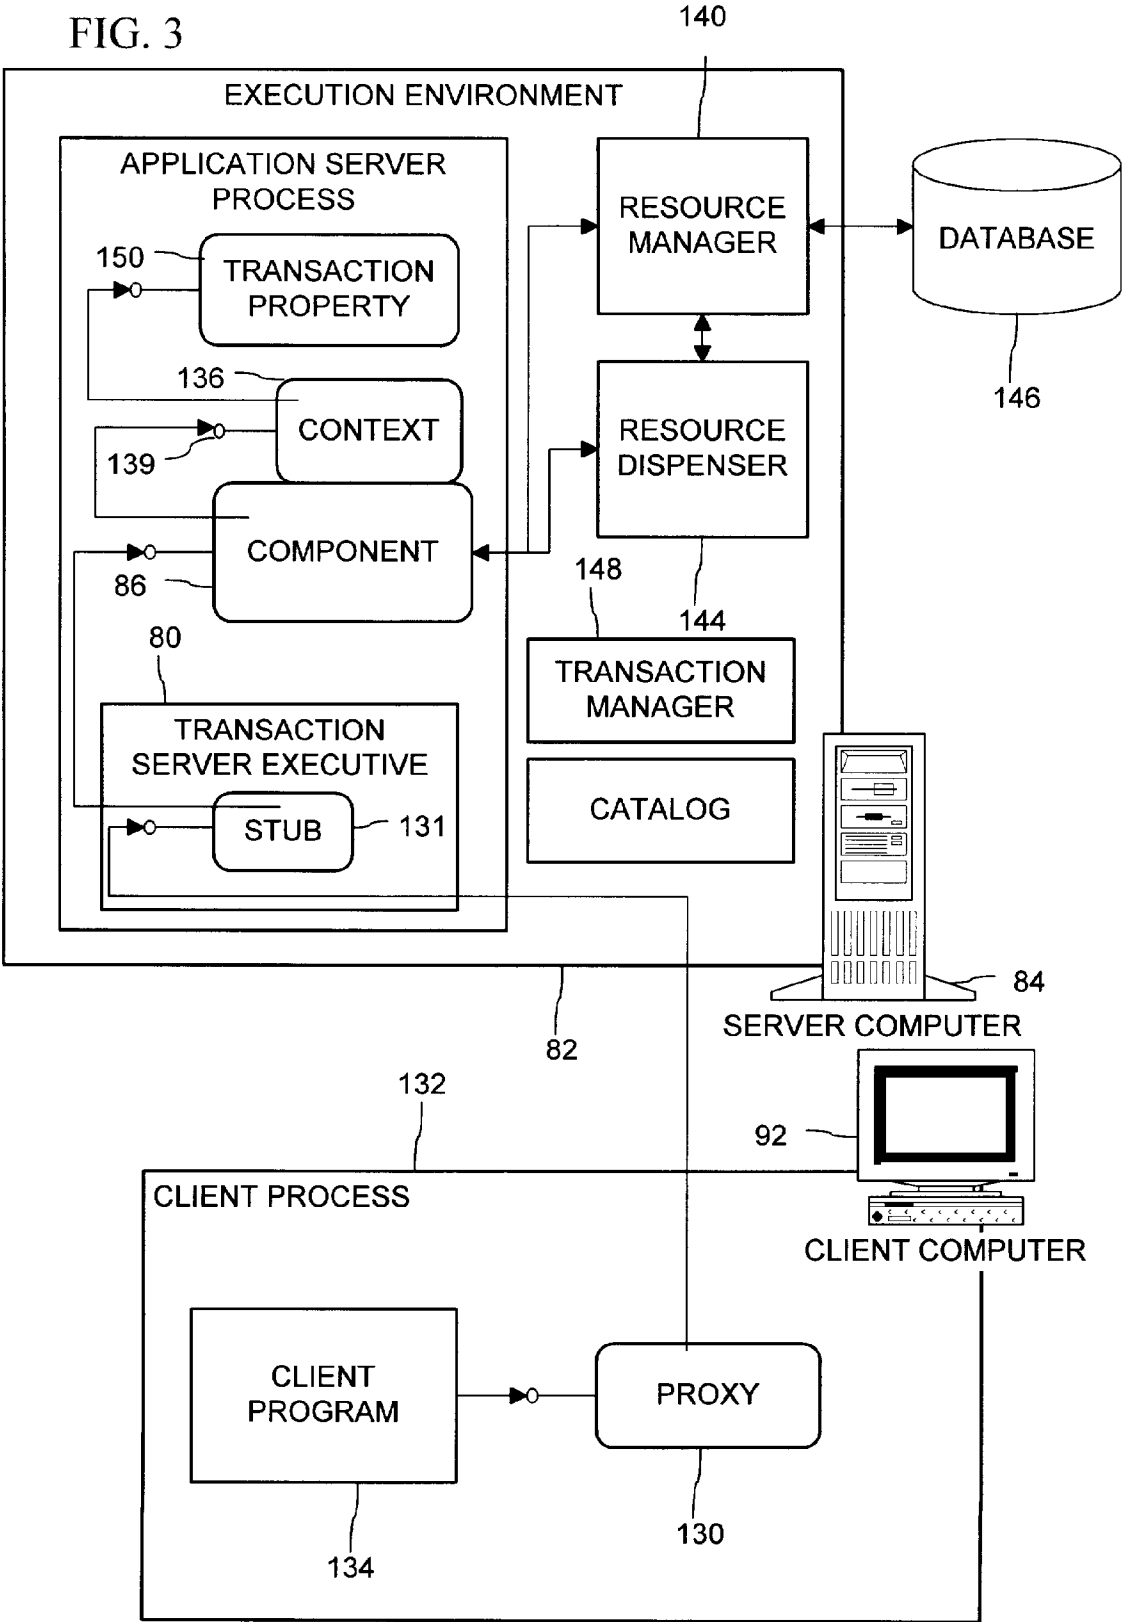 FIG. 3
140
EXECUTION ENVIRONMENT
APPLICATION SERVER
PROCESS
150
TRANSACTION
PROPERTY
RESOURCE
MANAGER
DATABASE
146
136
CONTEXT
139
RESOURCE
DISPENSER
COMPONENT
86
148
144
80
TRANSACTION
MANAGER
TRANSACTION
SERVER EXECUTIVE
STUB
131
CATALOG
84
SERVER COMPUTER
82
132
92
CLIENT PROCESS
CLIENT COMPUTER
CLIENT
PROGRAM
PROXY
130
134